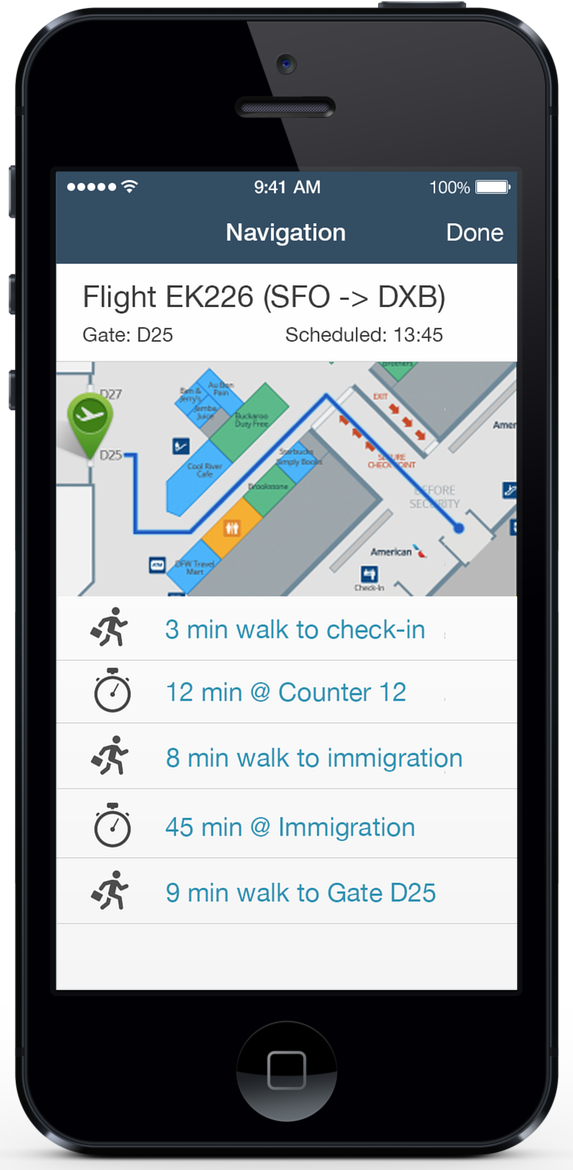 9:41 AM
100%
Navigation
Done
Flight EK226 (SFO -> DXB)
Gate: D25
Scheduled: 13:45
D27
Ben & Jerry's
Au Bon Pain
Jamba Juice
Buckaroo Duty Free
Brothers
EXIT
Amer
D25
Cool River Cafe
Starbucks
Simply Books
SECURE CHECKPOINT
Brookstone
BEFORE SECURITY
ATM
DFW Travel Mart
American
Check-In
3 min walk to check-in
12 min @ Counter 12
8 min walk to immigration
45 min @ Immigration
9 min walk to Gate D25